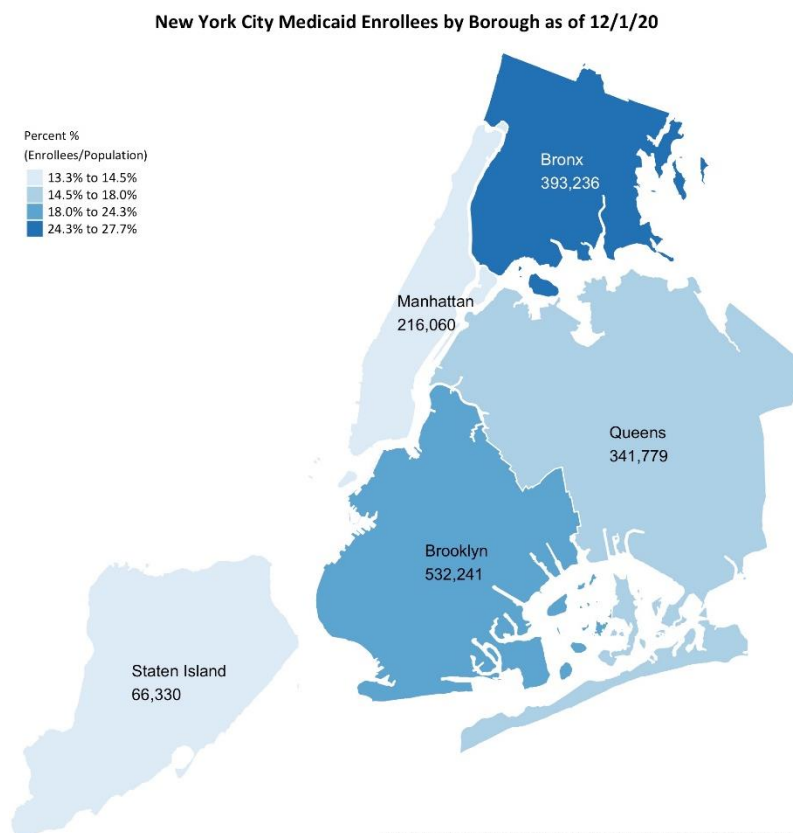 New York City Medicaid Enrollees by Borough as of 12/1/20
Percent %
(Enrollees/Population)
13.3% to 14.5%
14.5% to 18.0%
18.0% to 24.3%
24.3% to 27.7%
Bronx
393,236
Manhattan
216,060
Queens
341,779
Brooklyn
532,241
Staten Island
66,330